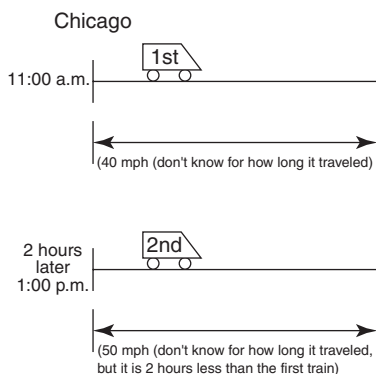 Chicago
1st
11:00 a.m.
(40 mph (don't know for how long it traveled)
2nd
2 hours
later
1:00 p.m.
(50 mph (don't know for how long it traveled,
but it is 2 hours less than the first train)